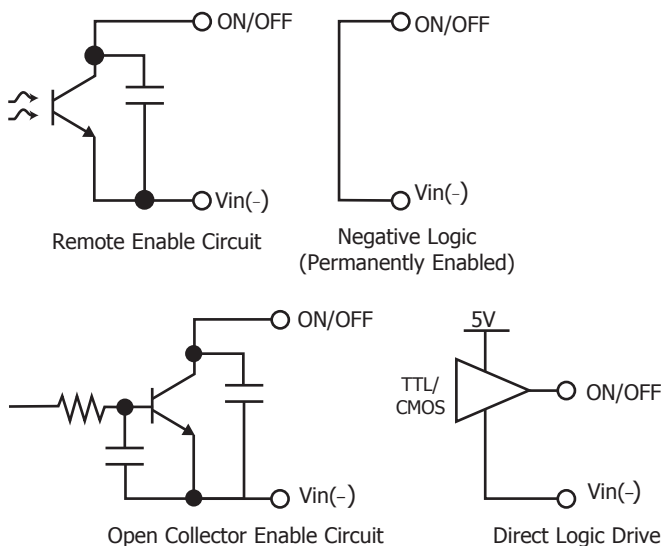 ON/OFF
Vin(–)
Remote Enable Circuit
ON/OFF
Vin(–)
Negative Logic
(Permanently Enabled)
ON/OFF
Vin(–)
Open Collector Enable Circuit
5V
TTL/
CMOS
ON/OFF
Vin(–)
Direct Logic Drive